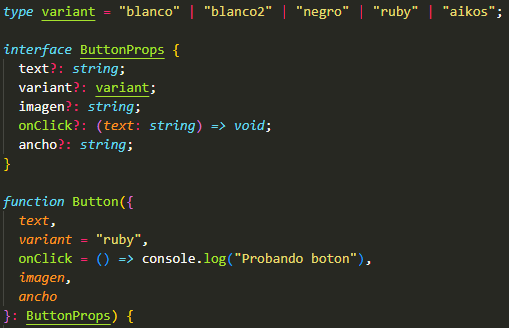 type variant = "blanco" | "blanco2" | "negro" | "ruby" | "aikos";
interface ButtonProps {
text?: string;
variant?: variant;
imagen?: string;
onClick?: (text: string) => void;
ancho?: string;
}
function Button({
text,
variant = "ruby",
onClick = () => console.log("Probando boton"),
imagen,
ancho
}: ButtonProps) {